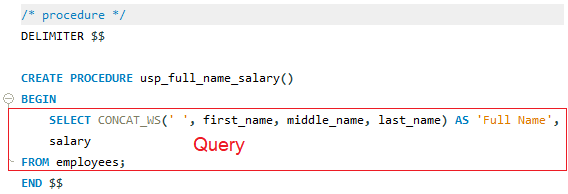 /* procedure */
DELIMITER $$
CREATE PROCEDURE usp_full_name_salary()
BEGIN
SELECT CONCAT_WS(' ', first_name, middle_name, last_name) AS 'Full Name',
salary
Query
FROM employees;
END $$